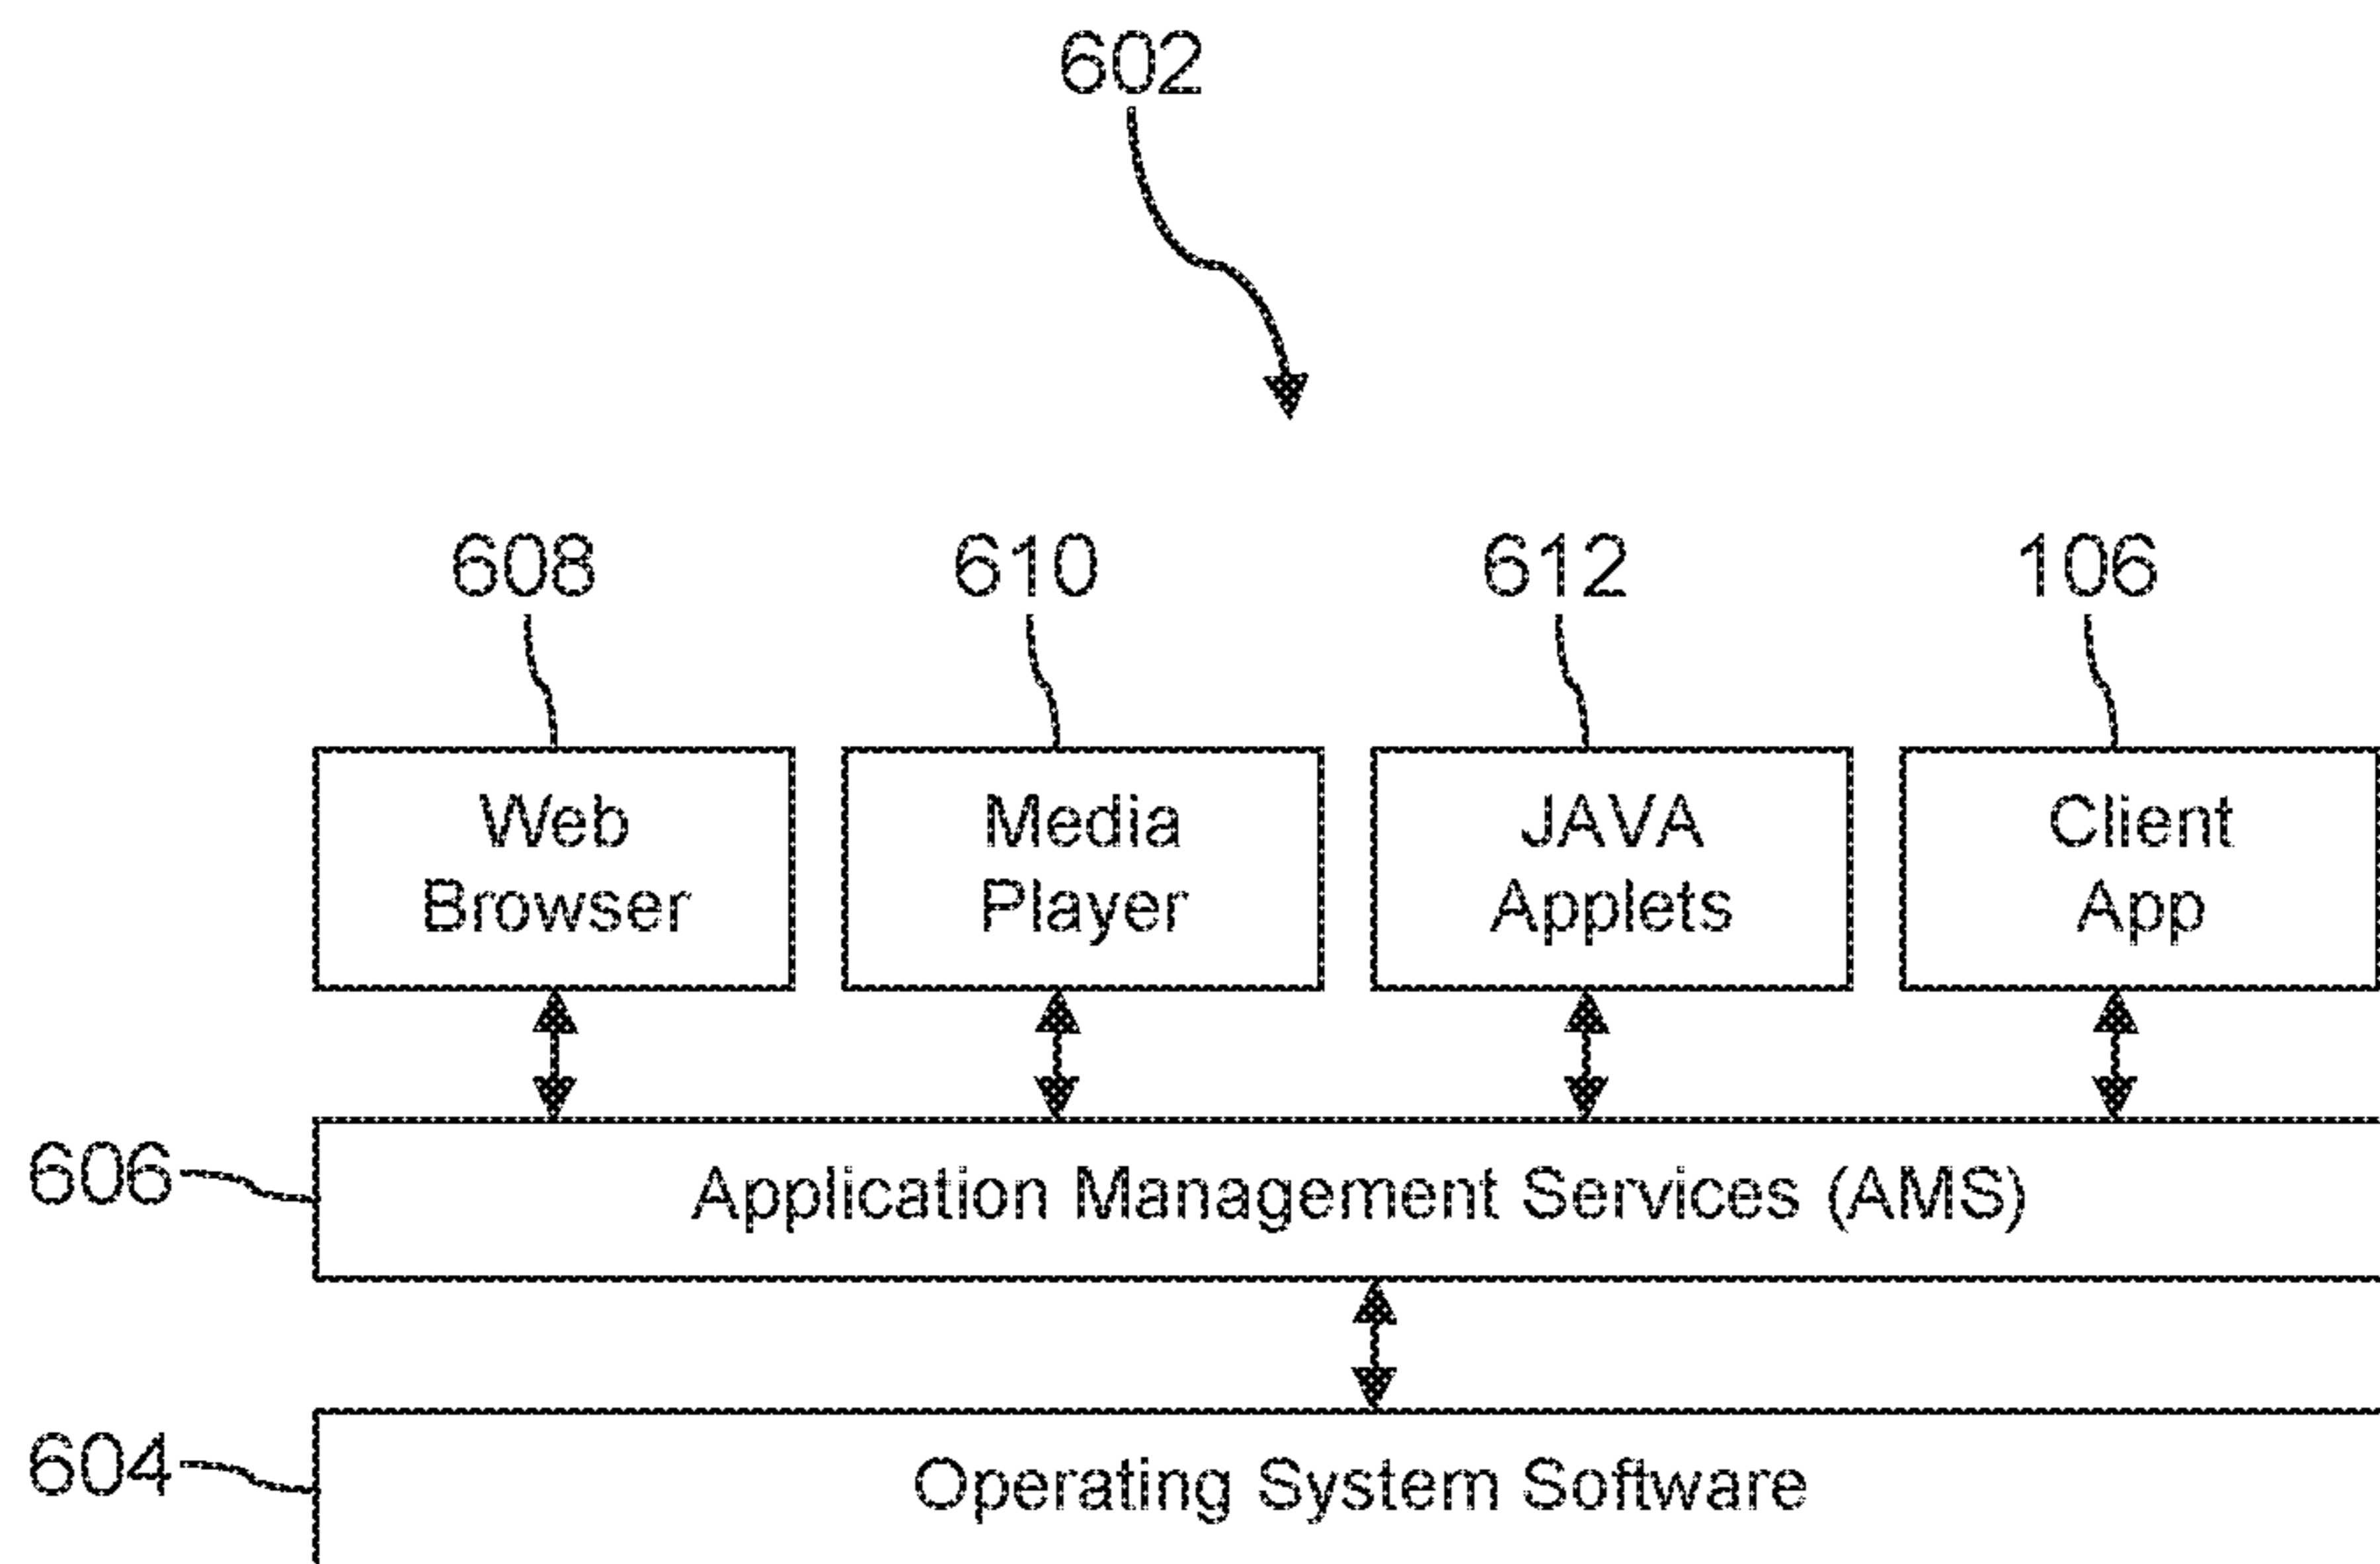 602
608 610 612 106
Web Browser
Media Player
JAVA Applets
Client App
606
Application Management Services (AMS)
604
Operating System Software